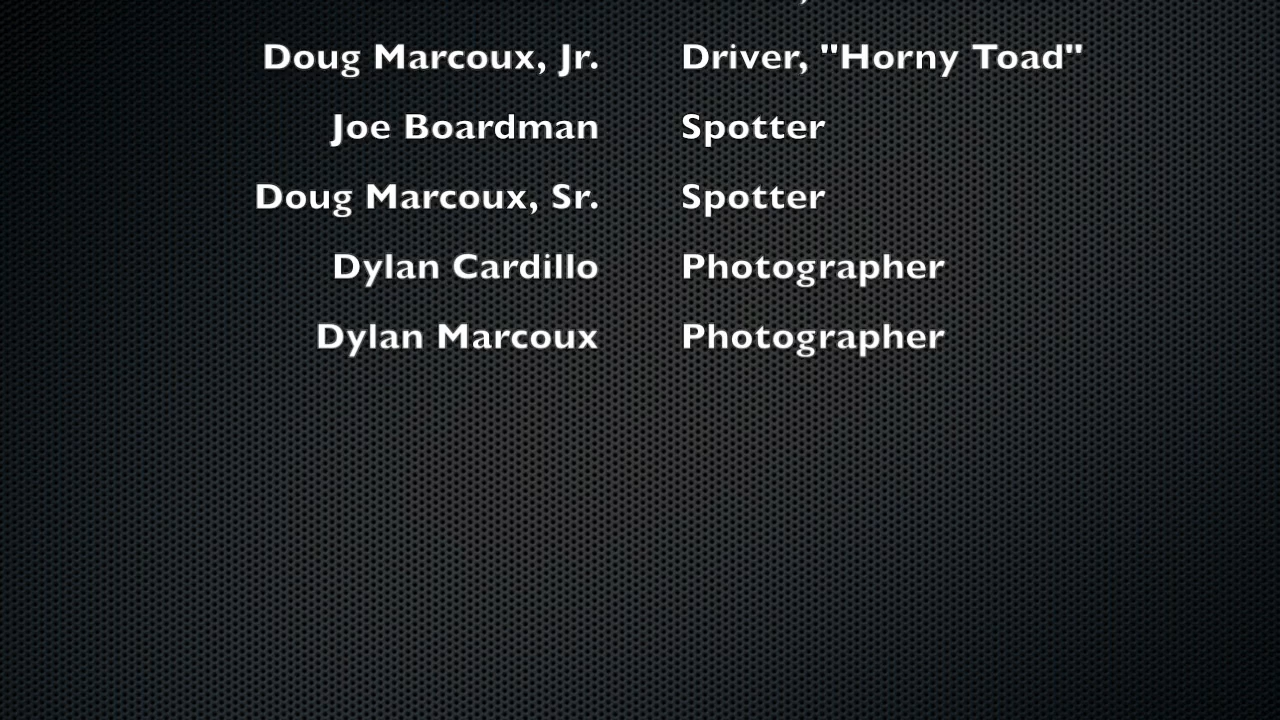 Doug Marcoux, Jr. Driver, "Horny Toad"
Joe Boardman Spotter
Doug Marcoux, Sr. Spotter
Dylan Cardillo Photographer
Dylan Marcoux Photographer